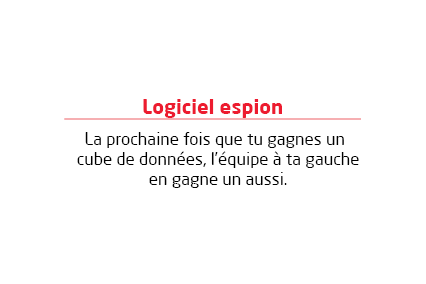 Logiciel espion
La prochaine fois que tu gagnes un
cube de données, l'équipe à ta gauche
en gagne un aussi.